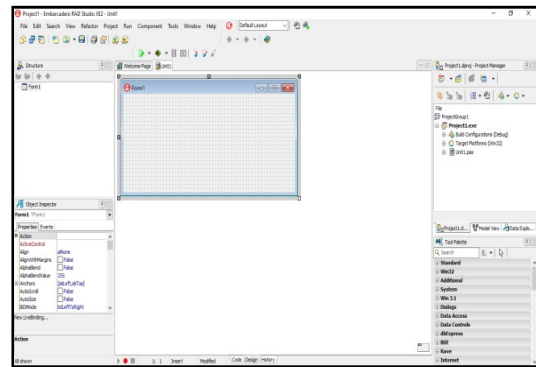 Project1 - Embarcadero RAD Studio XE2 - Unit1
File Edit Search View Refactor Project Run Component Tools Window Help
Default Layout
Structure
Form1
Welcome Page Unit1
Form1
Project1.dproj - Project Manager
File
ProjectGroup1
Project1.exe
Build Configurations (Debug)
Target Platforms (Win32)
Unit1.pas
Object Inspector
Form1 TForm1
Properties Events
Action
ActiveControl
Align alNone
AlignWithMargins False
AlphaBlend False
AlphaBlendValue 255
Anchors [akLeft,akTop]
AutoScroll False
AutoSize False
BiDiMode bdLeftToRight
New LiveBinding...
Action
All shown
1: 1 Insert Modified Code Design History
Project1.d... Model View Data Explo...
Tool Palette
Search
Standard
Win32
Additional
System
Win 3.1
Dialogs
Data Access
Data Controls
dbExpress
BDE
Rave
Internet